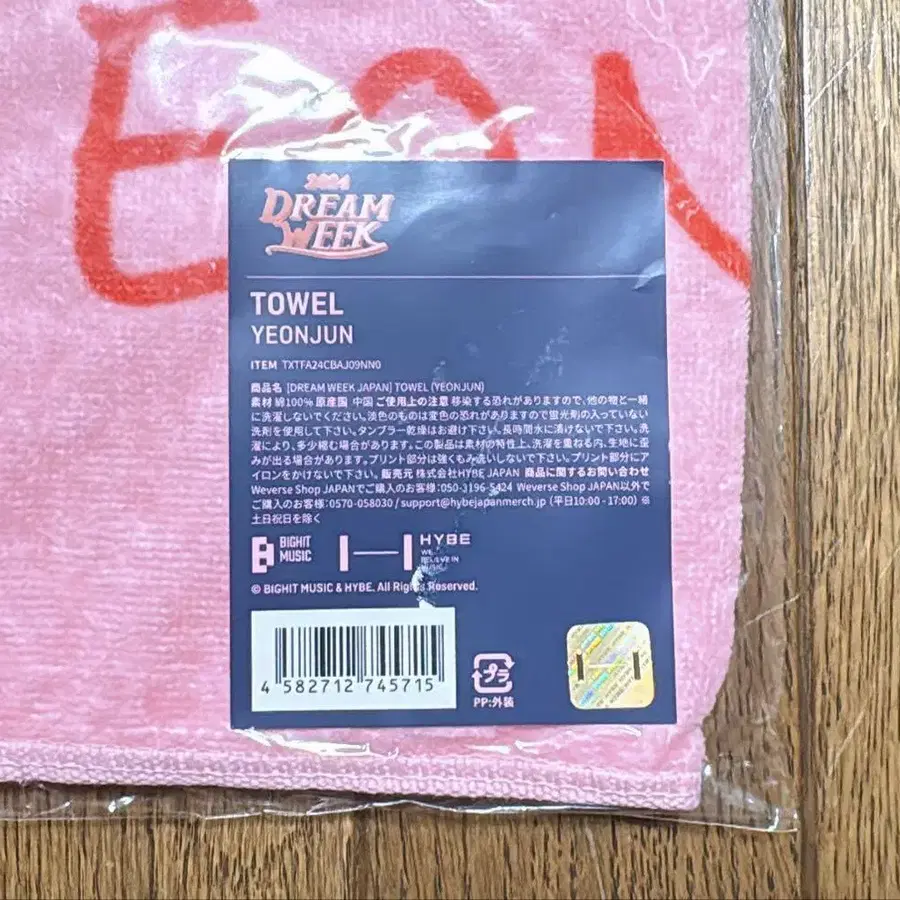 EON
2024
DREAM
WEEK
TOWEL
YEONJUN
ITEM TXTFA24CBAJ09NN0
商品名 [DREAM WEEK JAPAN] TOWEL (YEONJUN)
素材 綿100% 原産国 中国 ご使用上の注意 移染する恐れがありますので、他の物と一緒
に洗濯しないでください。淡色のものは変色の恐れがありますので蛍光剤の入っていない
洗剤を使用して下さい。タンブラー乾燥はお避け下さい。長時間水に漬けないで下さい。洗
濯により、多少縮む場合があります。この製品は素材の特性上、洗濯を重ねる内、生地に歪
みが出る場合があります。プリント部分は強くもみ洗いしないで下さい。プリント部分にア
イロンをかけないで下さい。販売元 株式会社HYBE JAPAN 商品に関するお問い合わせ
Weverse Shop JAPANでご購入のお客様:050-3196-5424 Weverse Shop JAPAN以外で
ご購入のお客様:0570-058030 / support@hybejapanmerch.jp (平日10:00 - 17:00) ※
土日祝日を除く
BIGHIT
MUSIC
HYBE
WE
BELIEVE IN
MUSIC
© BIGHIT MUSIC & HYBE. All Rights Reserved.
4 582712 745715
プラ
PP:外装